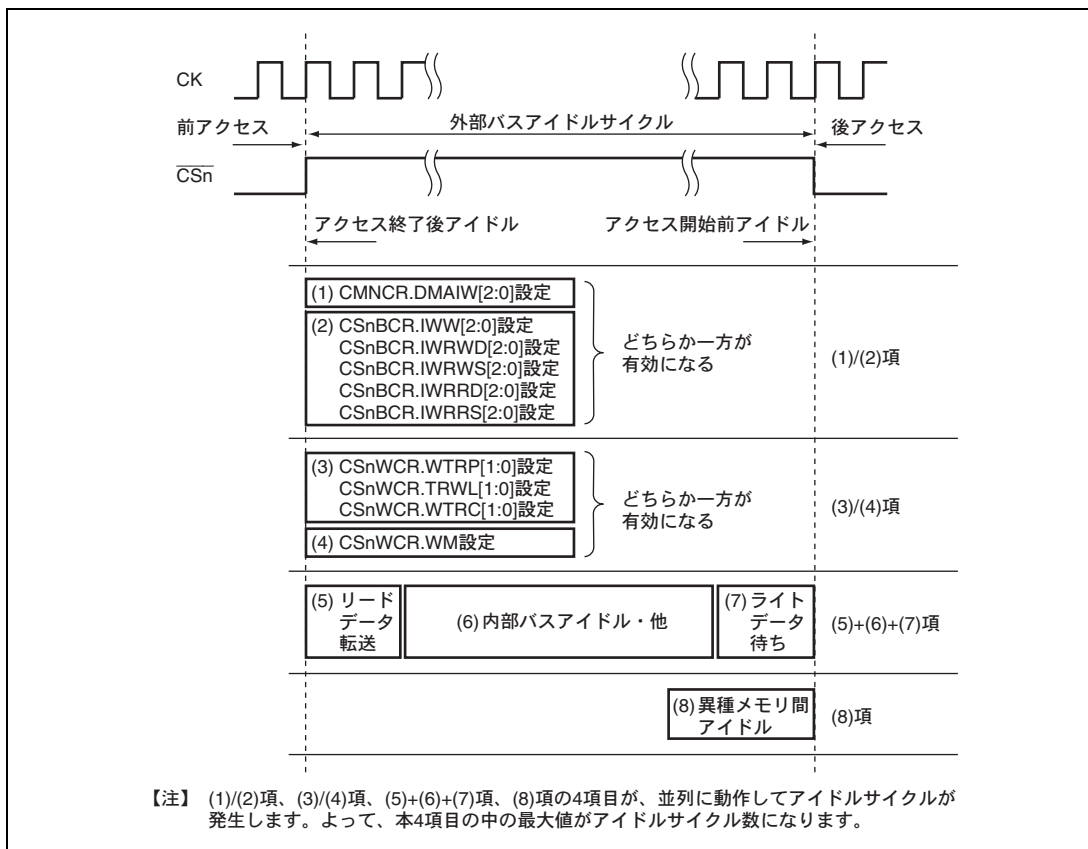 CK
前アクセス
外部バスアイドルサイクル
後アクセス
CSn
アクセス終了後アイドル
アクセス開始前アイドル
(1) CMNCR.DMAIW[2:0]設定
(2) CSnBCR.IWW[2:0]設定
CSnBCR.IWRWD[2:0]設定
CSnBCR.IWRWS[2:0]設定
CSnBCR.IWRRD[2:0]設定
CSnBCR.IWRRS[2:0]設定
どちらか一方が
有効になる
(1)/(2)項
(3) CSnWCR.WTRP[1:0]設定
CSnWCR.TRWL[1:0]設定
CSnWCR.WTRC[1:0]設定
(4) CSnWCR.WM設定
どちらか一方が
有効になる
(3)/(4)項
(5) リード
データ
転送
(6) 内部バスアイドル・他
(7) ライト
データ
待ち
(5)+(6)+(7)項
(8) 異種メモリ間
アイドル
(8)項
【注】 (1)/(2)項、(3)/(4)項、(5)+(6)+(7)項、(8)項の4項目が、並列に動作してアイドルサイクルが
発生します。よって、本4項目の中の最大値がアイドルサイクル数になります。